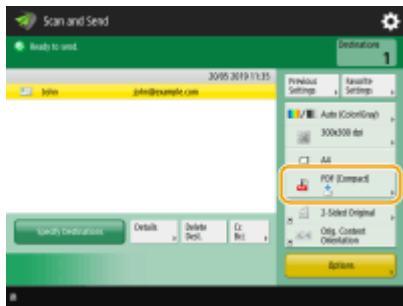 Scan and Send
Ready to send.
Destinations
1
20/05 2019 11:35
John
john@example.com
Previous
Settings
Favorite
Settings
Auto (Color/Gray)
300x300 dpi
A4
PDF (Compact)
2-Sided Original
Orig. Content
Orientation
Specify Destinations
Details
Delete
Dest.
Cc
Bcc
Options